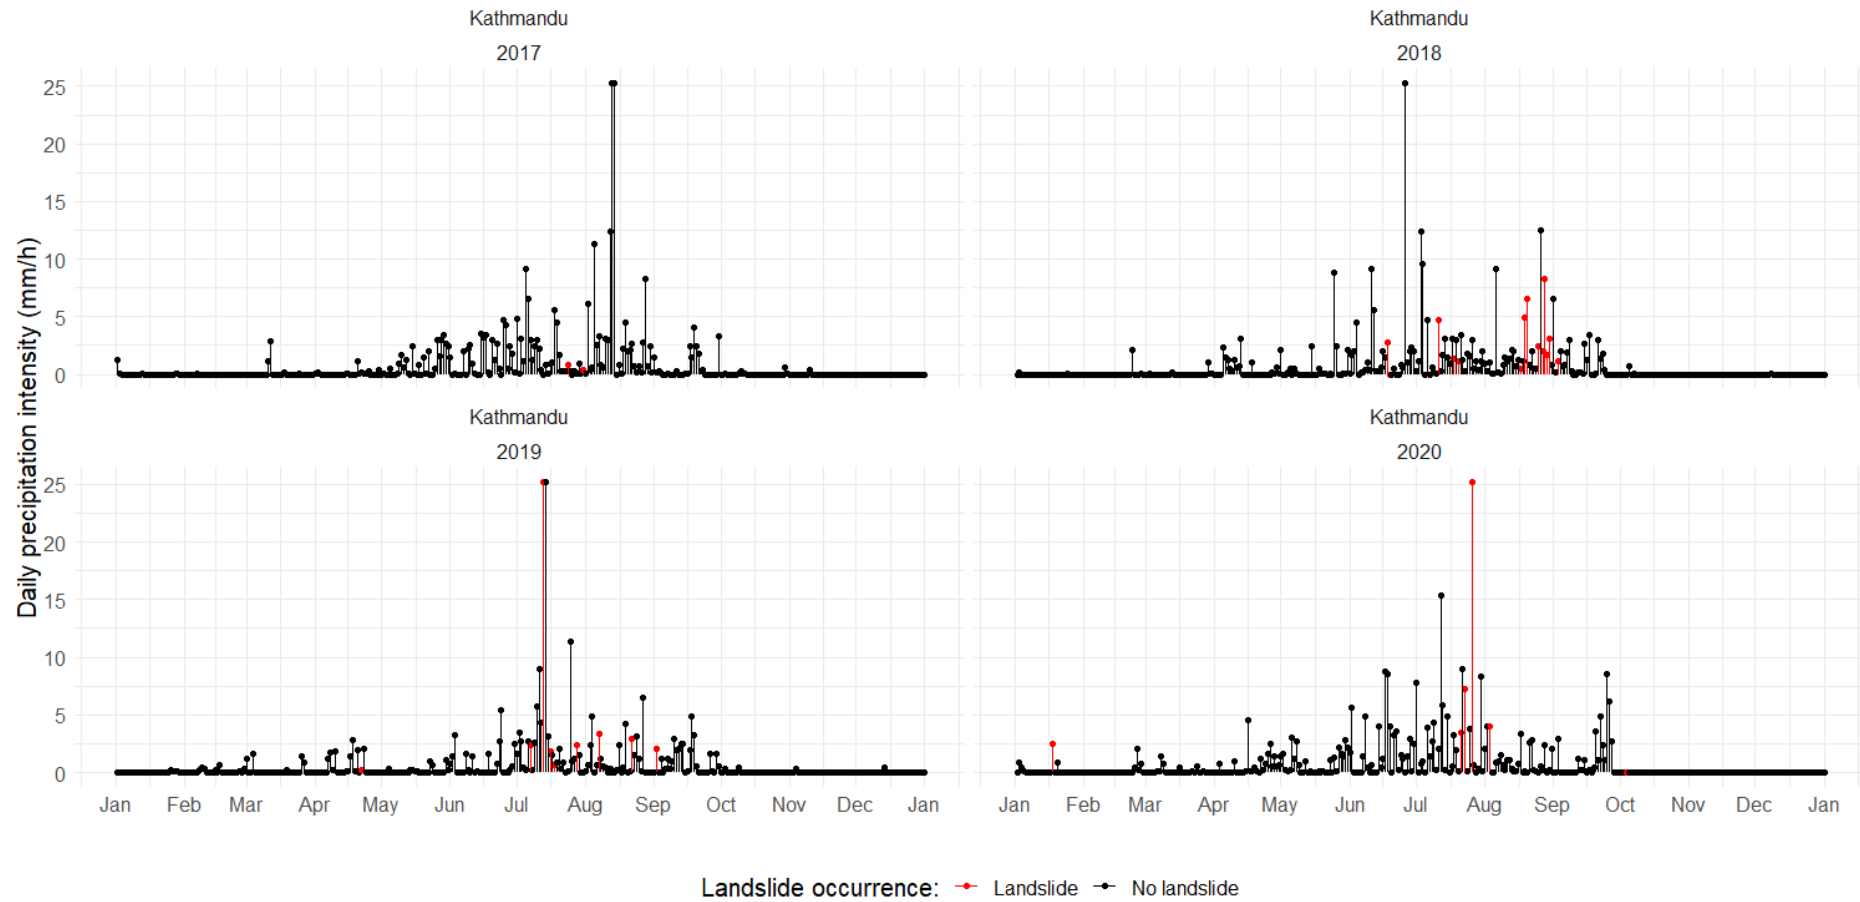 Kathmandu Kathmandu
2017 2018
25
20
15
10
5
0
Daily precipitation intensity (mm/h)
Kathmandu Kathmandu
2019 2020
25
20
15
10
5
0
Jan Feb Mar Apr May Jun Jul Aug Sep Oct Nov Dec Jan Jan Feb Mar Apr May Jun Jul Aug Sep Oct Nov Dec Jan
Landslide occurrence: Landslide No landslide